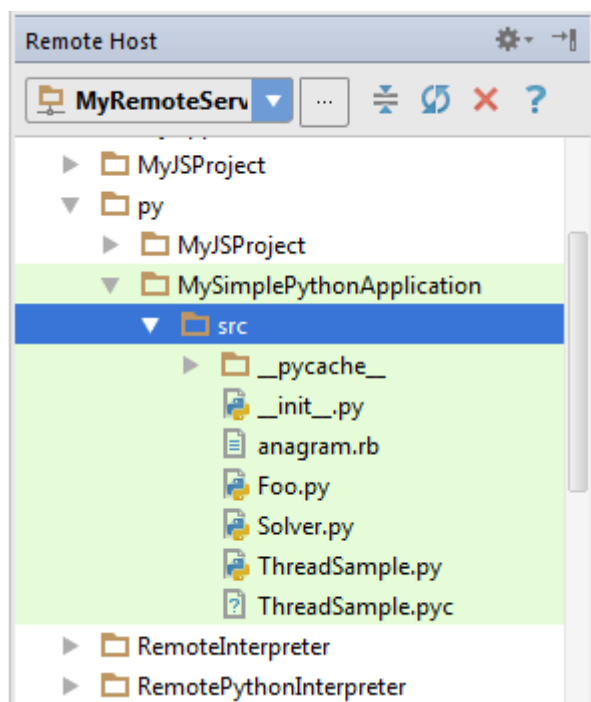 Remote Host
MyRemoteServ ...
MyJSProject
py
MyJSProject
MySimplePythonApplication
src
__pycache__
__init__.py
anagram.rb
Foo.py
Solver.py
ThreadSample.py
ThreadSample.pyc
RemoteInterpreter
RemotePythonInterpreter